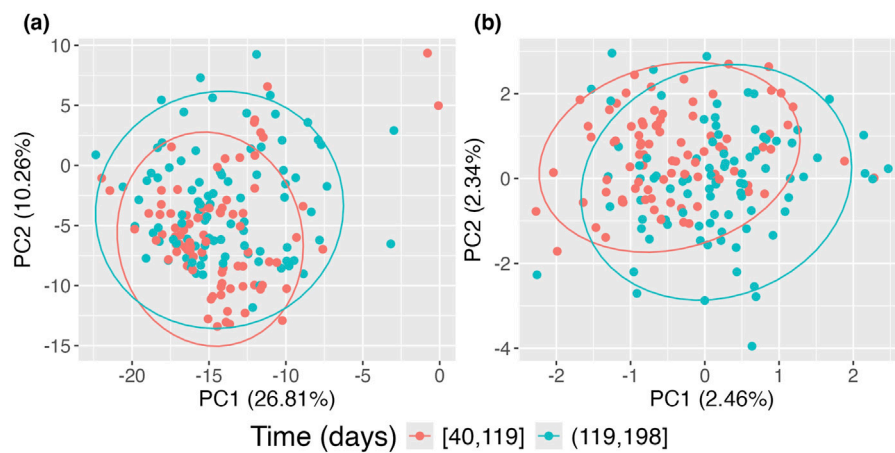 (a)
10
5
0
-5
-10
-15
PC2 (10.26%)
-20
-15
-10
-5
0
PC1 (26.81%)
(b)
2
0
-2
-4
PC2 (2.34%)
-2
-1
0
1
2
PC1 (2.46%)
Time (days) [40,119] (119,198]